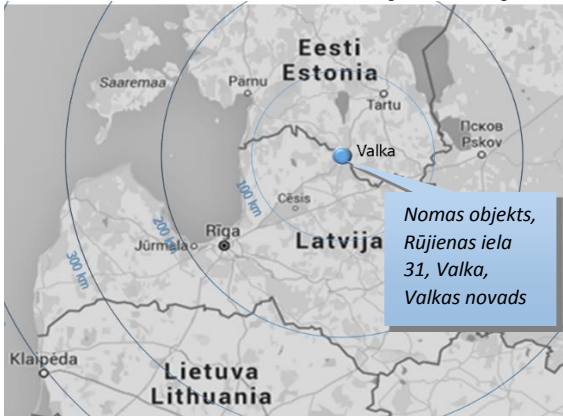 Eesti
Estonia
Saaremaa
Pärnu
Tartu
Псков
Pskov
Valka
100 km
Cēsis
Nomas objekts,
Rūjienas iela
31, Valka,
Valkas novads
200 km
Rīga
Jūrmala
Latvija
300 km
Klaipėda
Lietuva
Lithuania